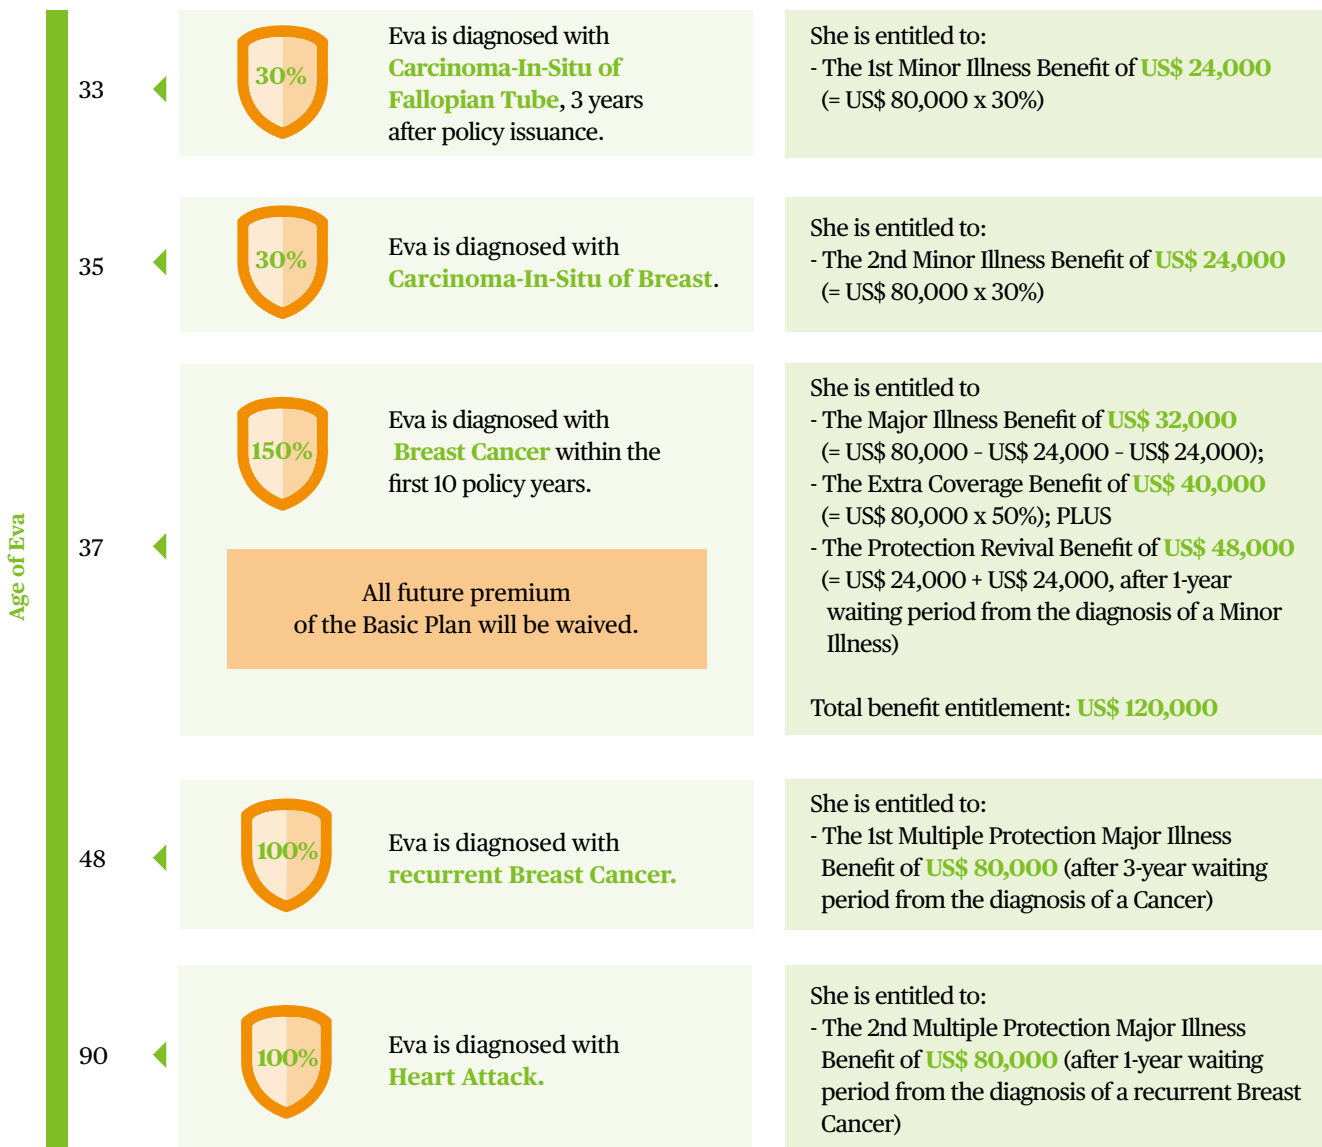 Age of Eva
33
30%
Eva is diagnosed with
Carcinoma-In-Situ of
Fallopian Tube, 3 years
after policy issuance.
She is entitled to:
- The 1st Minor Illness Benefit of US$ 24,000
(= US$ 80,000 x 30%)
35
30%
Eva is diagnosed with
Carcinoma-In-Situ of Breast.
She is entitled to:
- The 2nd Minor Illness Benefit of US$ 24,000
(= US$ 80,000 x 30%)
37
150%
Eva is diagnosed with
Breast Cancer within the
first 10 policy years.
All future premium
of the Basic Plan will be waived.
She is entitled to
- The Major Illness Benefit of US$ 32,000
(= US$ 80,000 – US$ 24,000 – US$ 24,000);
- The Extra Coverage Benefit of US$ 40,000
(= US$ 80,000 x 50%); PLUS
- The Protection Revival Benefit of US$ 48,000
(= US$ 24,000 + US$ 24,000, after 1-year
waiting period from the diagnosis of a Minor
Illness)
Total benefit entitlement: US$ 120,000
48
100%
Eva is diagnosed with
recurrent Breast Cancer.
She is entitled to:
- The 1st Multiple Protection Major Illness
Benefit of US$ 80,000 (after 3-year waiting
period from the diagnosis of a Cancer)
90
100%
Eva is diagnosed with
Heart Attack.
She is entitled to:
- The 2nd Multiple Protection Major Illness
Benefit of US$ 80,000 (after 1-year waiting
period from the diagnosis of a recurrent Breast
Cancer)